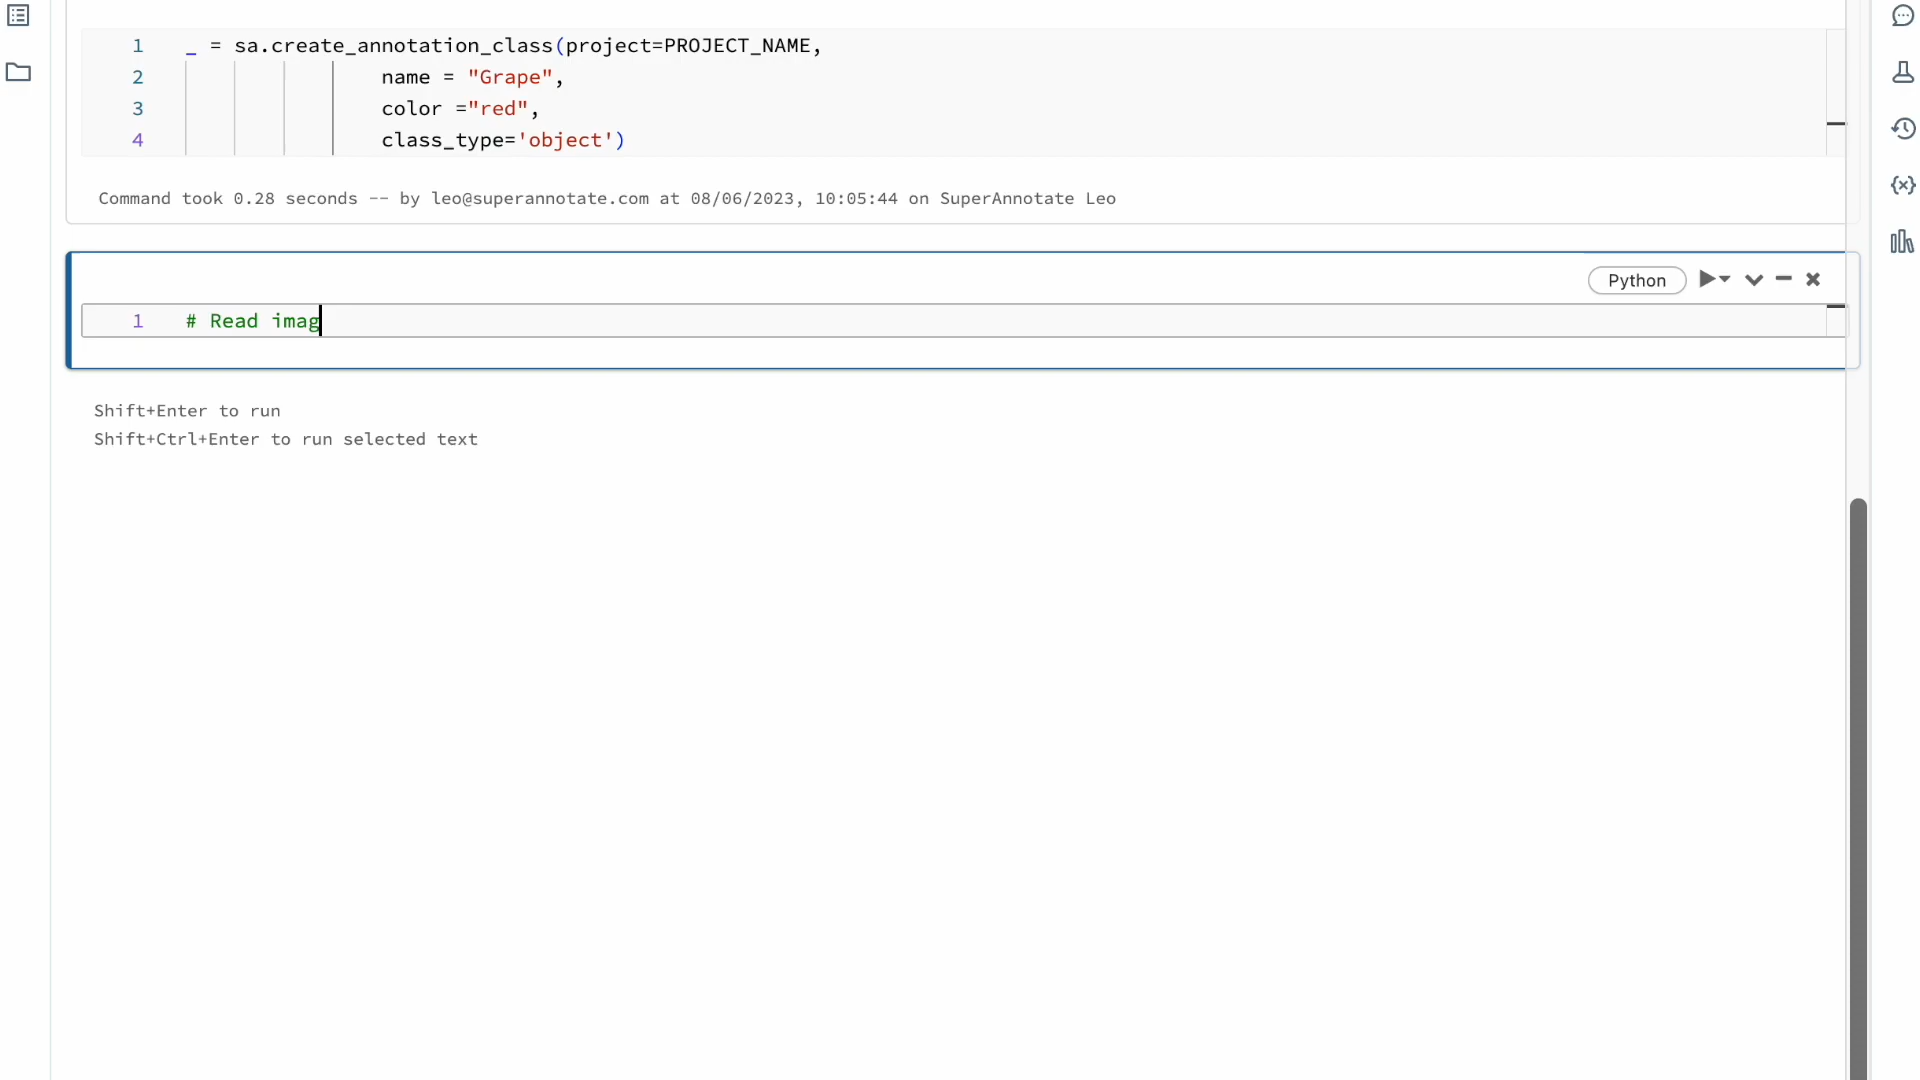 1 _ = sa.create_annotation_class(project=PROJECT_NAME,
2 name = "Grape",
3 color ="red",
4 class_type='object')
Command took 0.28 seconds -- by leo@superannotate.com at 08/06/2023, 10:05:44 on SuperAnnotate Leo
Python
1 # Read imag
Shift+Enter to run
Shift+Ctrl+Enter to run selected text